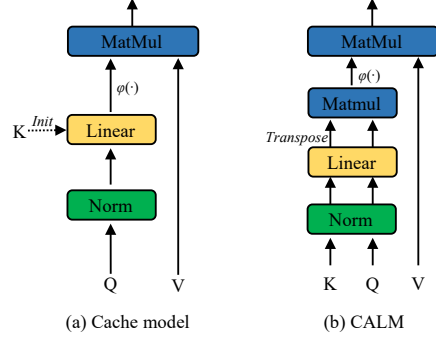 MatMul
φ(·)
K
Init
Linear
Norm
Q
V
(a) Cache model
MatMul
φ(·)
Matmul
Transpose
Linear
Norm
K
Q
V
(b) CALM